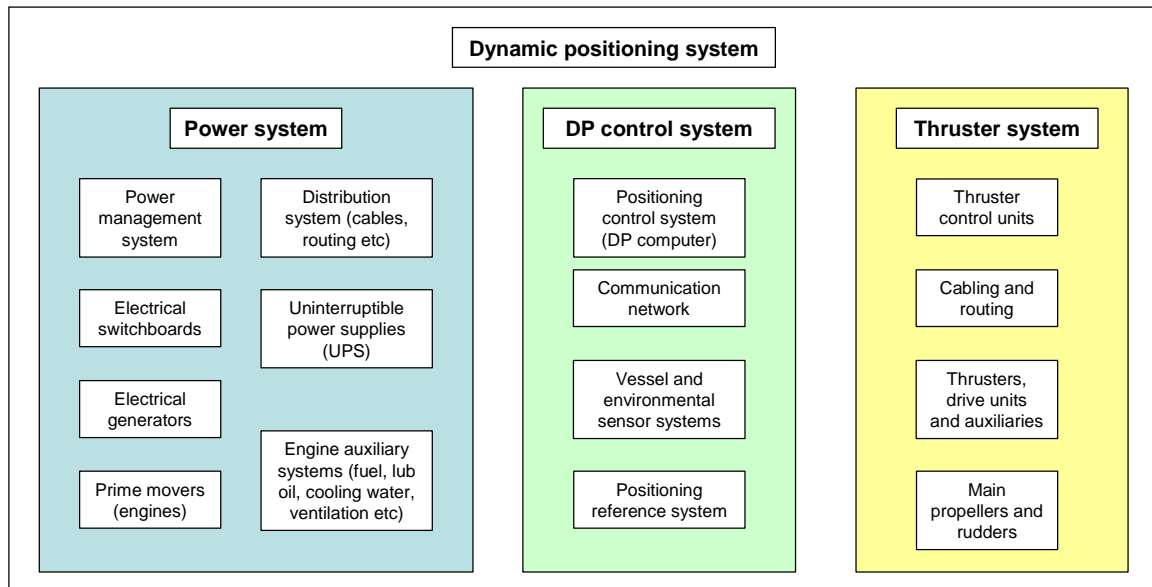 Dynamic positioning system
Power system
Power
management
system
Distribution
system (cables,
routing etc)
Electrical
switchboards
Uninterruptible
power supplies
(UPS)
Electrical
generators
Engine auxiliary
systems (fuel, lub
oil, cooling water,
ventilation etc)
Prime movers
(engines)
DP control system
Positioning
control system
(DP computer)
Communication
network
Vessel and
environmental
sensor systems
Positioning
reference system
Thruster system
Thruster
control units
Cabling and
routing
Thrusters,
drive units
and auxiliaries
Main
propellers and
rudders